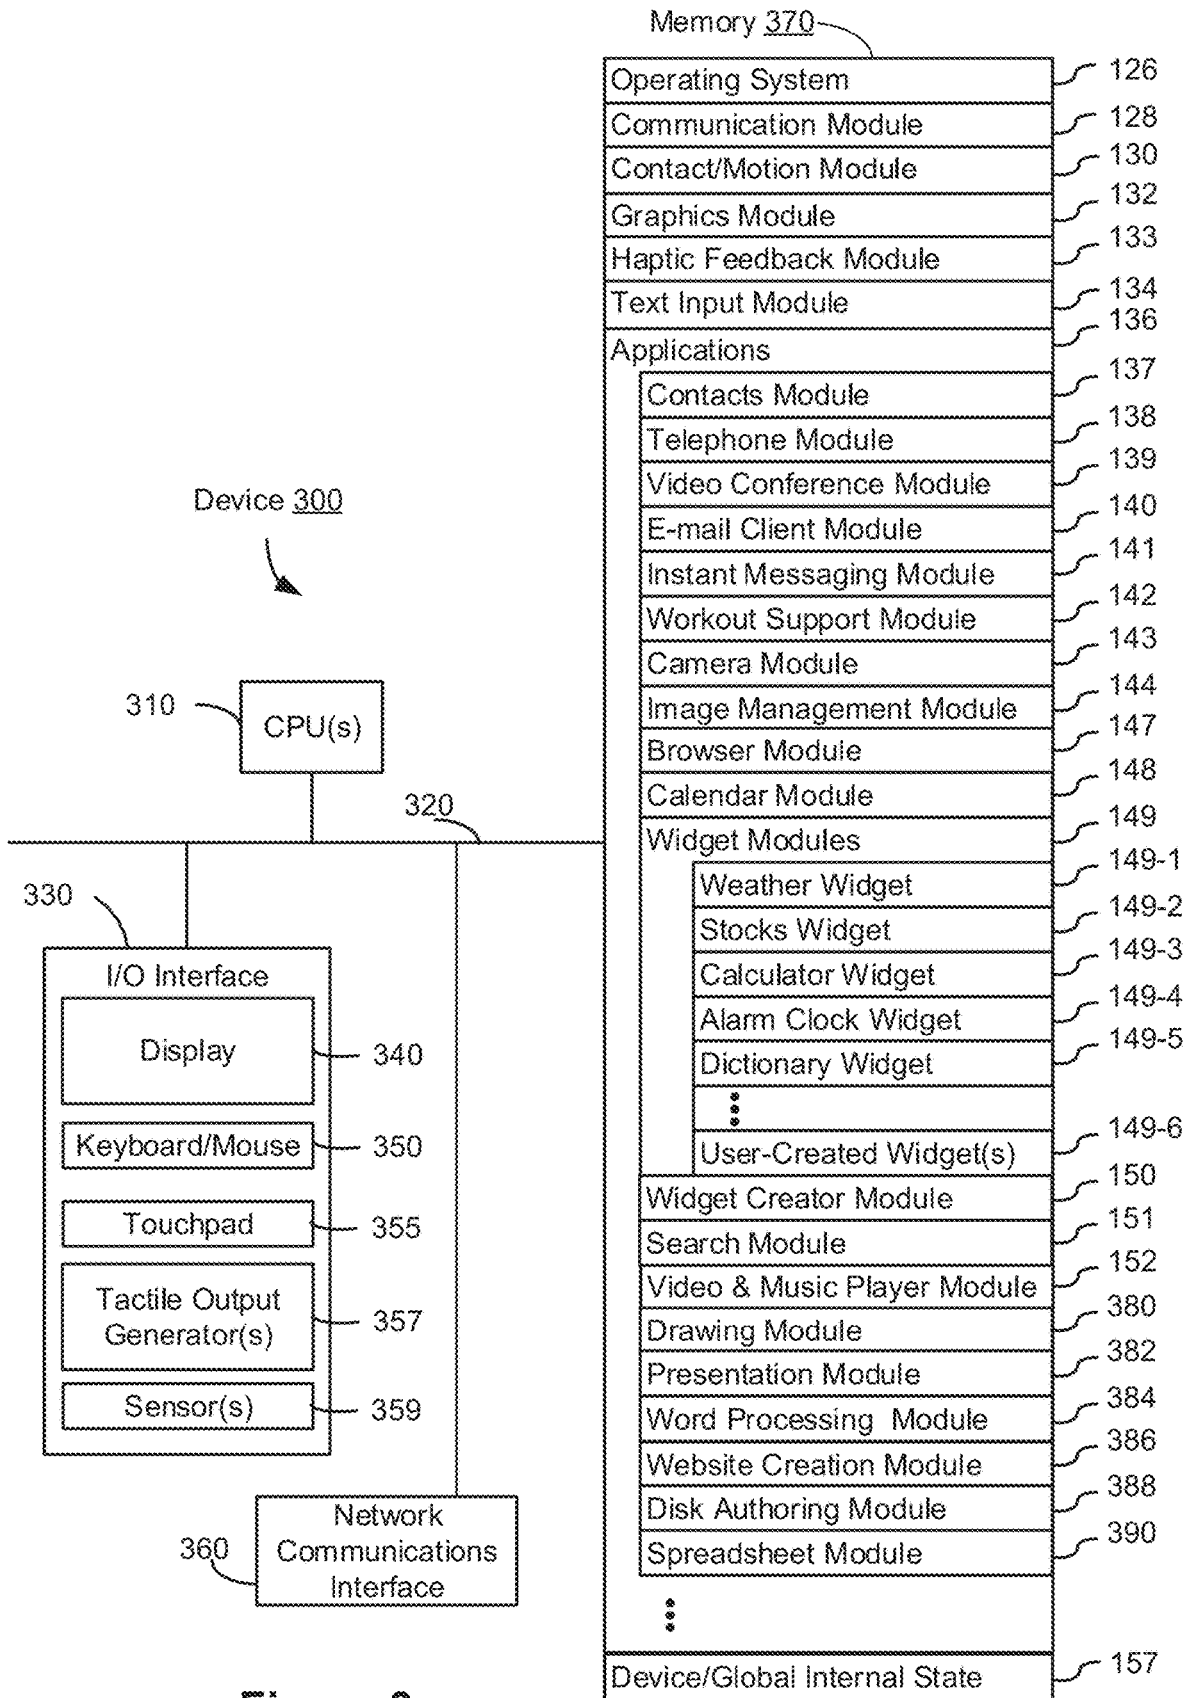 Memory 370
Operating System 126
Communication Module 128
Contact/Motion Module 130
Graphics Module 132
Haptic Feedback Module 133
Text Input Module 134
Applications 136
Contacts Module 137
Telephone Module 138
Video Conference Module 139
E-mail Client Module 140
Instant Messaging Module 141
Workout Support Module 142
Camera Module 143
Image Management Module 144
Browser Module 147
Calendar Module 148
Widget Modules 149
Weather Widget 149-1
Stocks Widget 149-2
Calculator Widget 149-3
Alarm Clock Widget 149-4
Dictionary Widget 149-5
User-Created Widget(s) 149-6
Widget Creator Module 150
Search Module 151
Video & Music Player Module 152
Drawing Module 380
Presentation Module 382
Word Processing Module 384
Website Creation Module 386
Disk Authoring Module 388
Spreadsheet Module 390
Device/Global Internal State 157
Device 300
310 CPU(s)
320
330
I/O Interface
Display 340
Keyboard/Mouse 350
Touchpad 355
Tactile Output
Generator(s) 357
Sensor(s) 359
360
Network
Communications
Interface